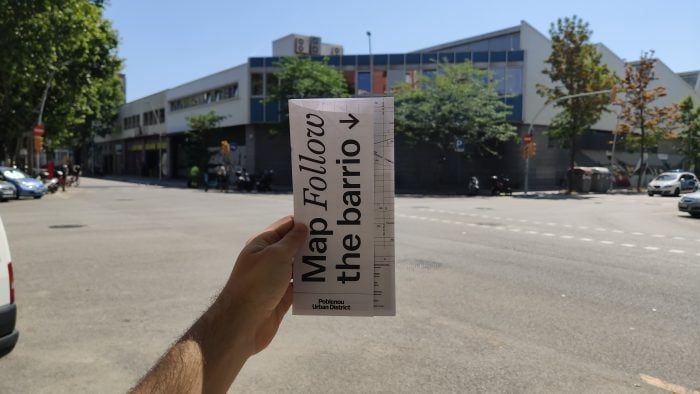 Map Follow
the barrio →
Poblenou
Urban District